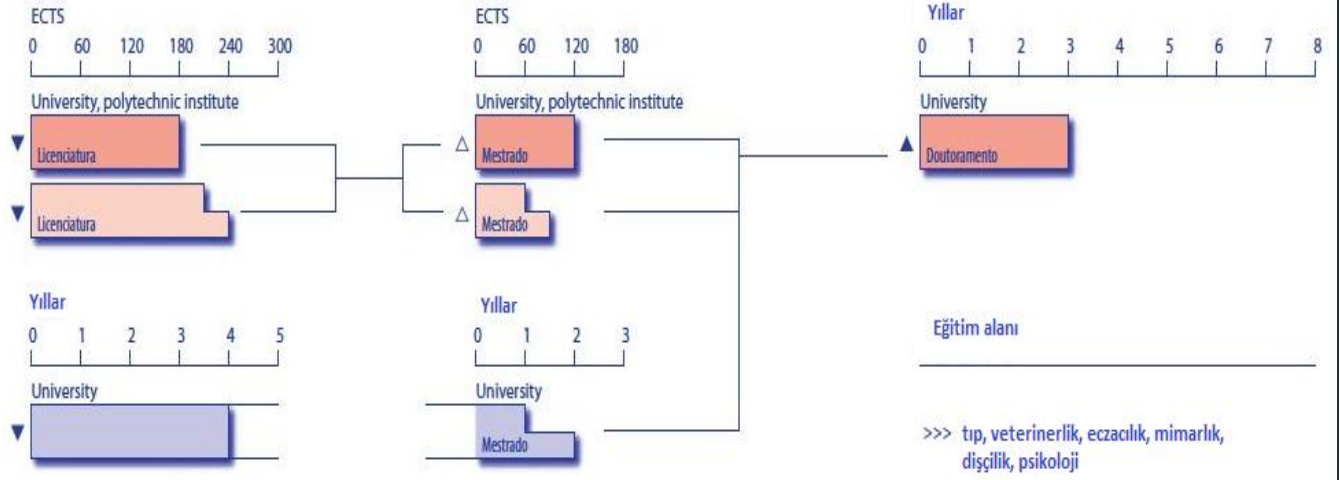 ECTS
0 60 120 180 240 300
University, polytechnic institute
Licenciatura
Licenciatura
Yıllar
0 1 2 3 4 5
University
ECTS
0 60 120 180
University, polytechnic institute
Mestrado
Mestrado
Yıllar
0 1 2 3
University
Mestrado
Yıllar
0 1 2 3 4 5 6 7 8
University
Doutoramento
Eğitim alanı
>>> tıp, veterinerlik, eczacılık, mimarlık,
dişçilik, psikoloji